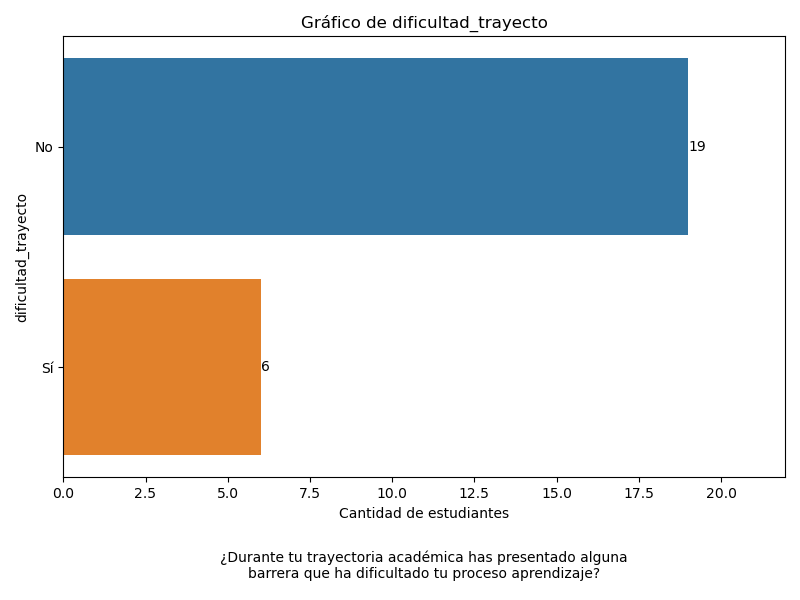 Gráfico de dificultad_trayecto
dificultad_trayecto
No
19
Sí
6
0.0 2.5 5.0 7.5 10.0 12.5 15.0 17.5 20.0
Cantidad de estudiantes
¿Durante tu trayectoria académica has presentado alguna
barrera que ha dificultado tu proceso aprendizaje?